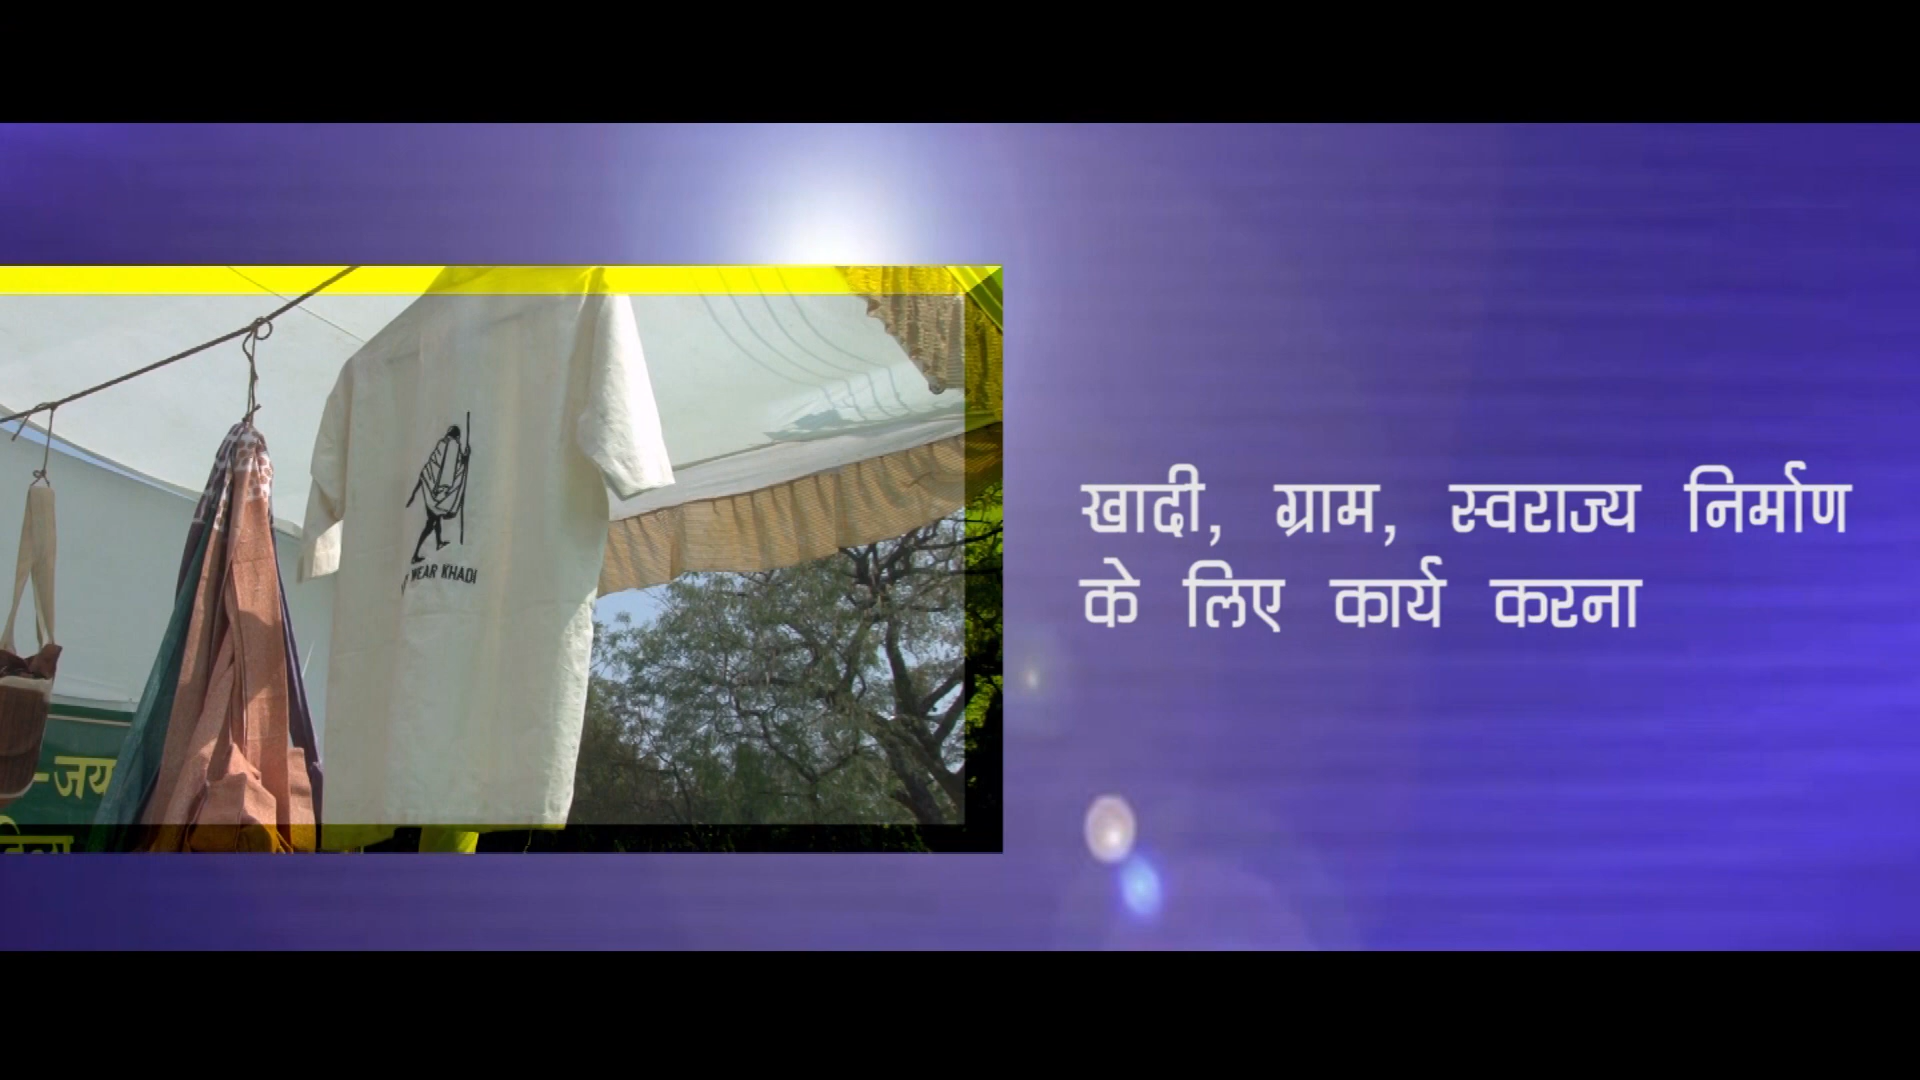 खादी, ग्राम, स्वराज्य निर्माण
के लिए कार्य करना
WEAR KHADI
-जय